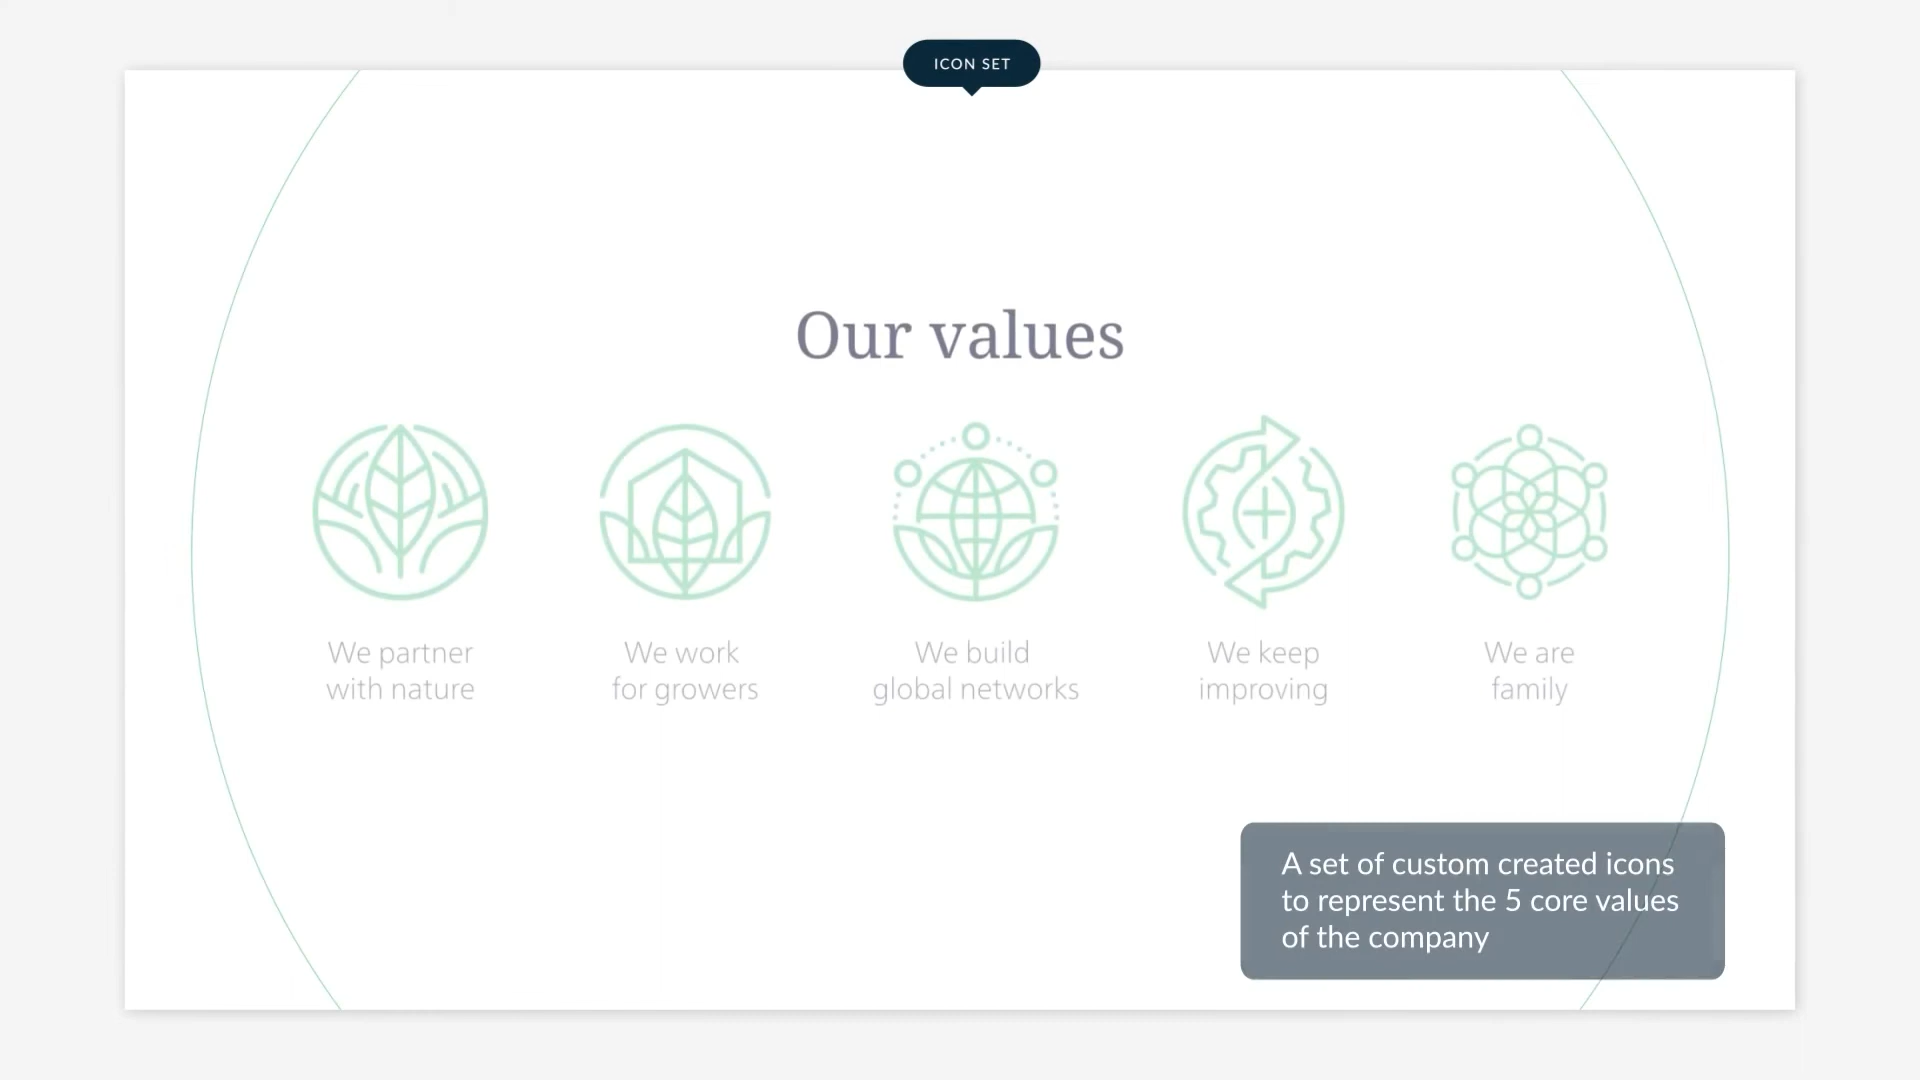 ICON SET
Our values
We partner
with nature
We work
for growers
We build
global networks
We keep
improving
We are
family
A set of custom created icons
to represent the 5 core values
of the company